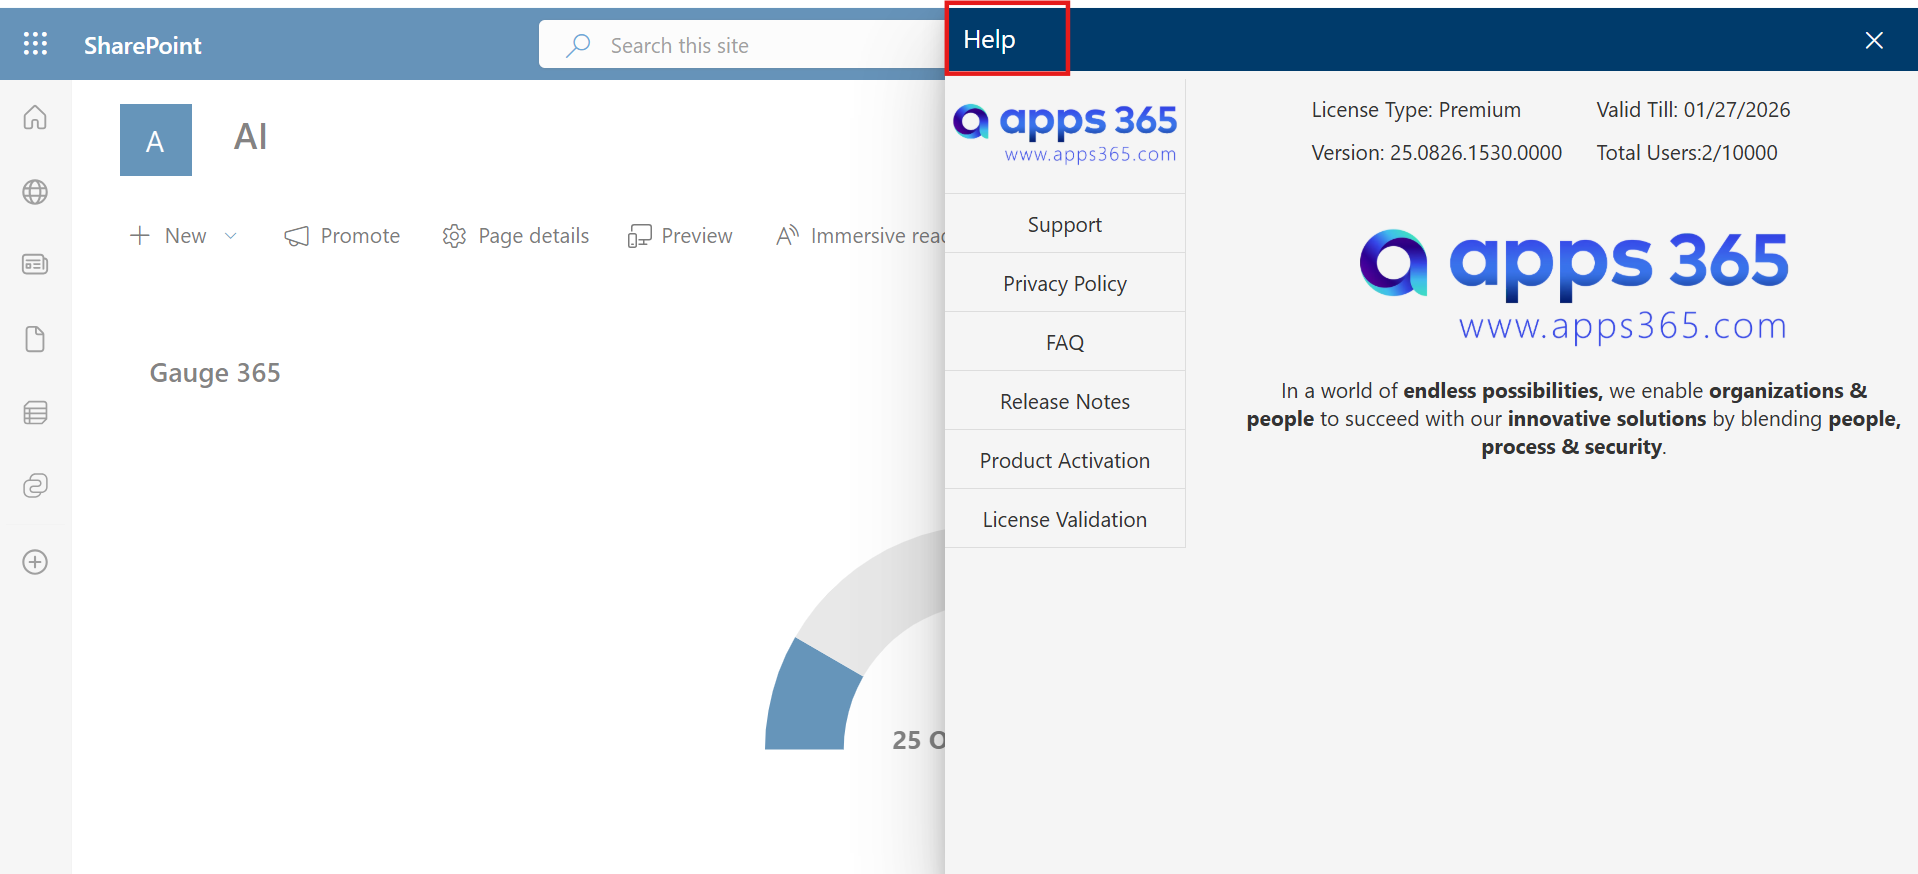 SharePoint
Search this site
Help
A
AI
New
Promote
Page details
Preview
Immersive
Gauge 365
25
apps 365
www.apps365.com
Support
Privacy Policy
FAQ
Release Notes
Product Activation
License Validation
License Type: Premium
Valid Till: 01/27/2026
Version: 25.0826.1530.0000
Total Users:2/10000
apps 365
www.apps365.com
In a world of endless possibilities, we enable organizations &
people to succeed with our innovative solutions by blending people,
process & security.